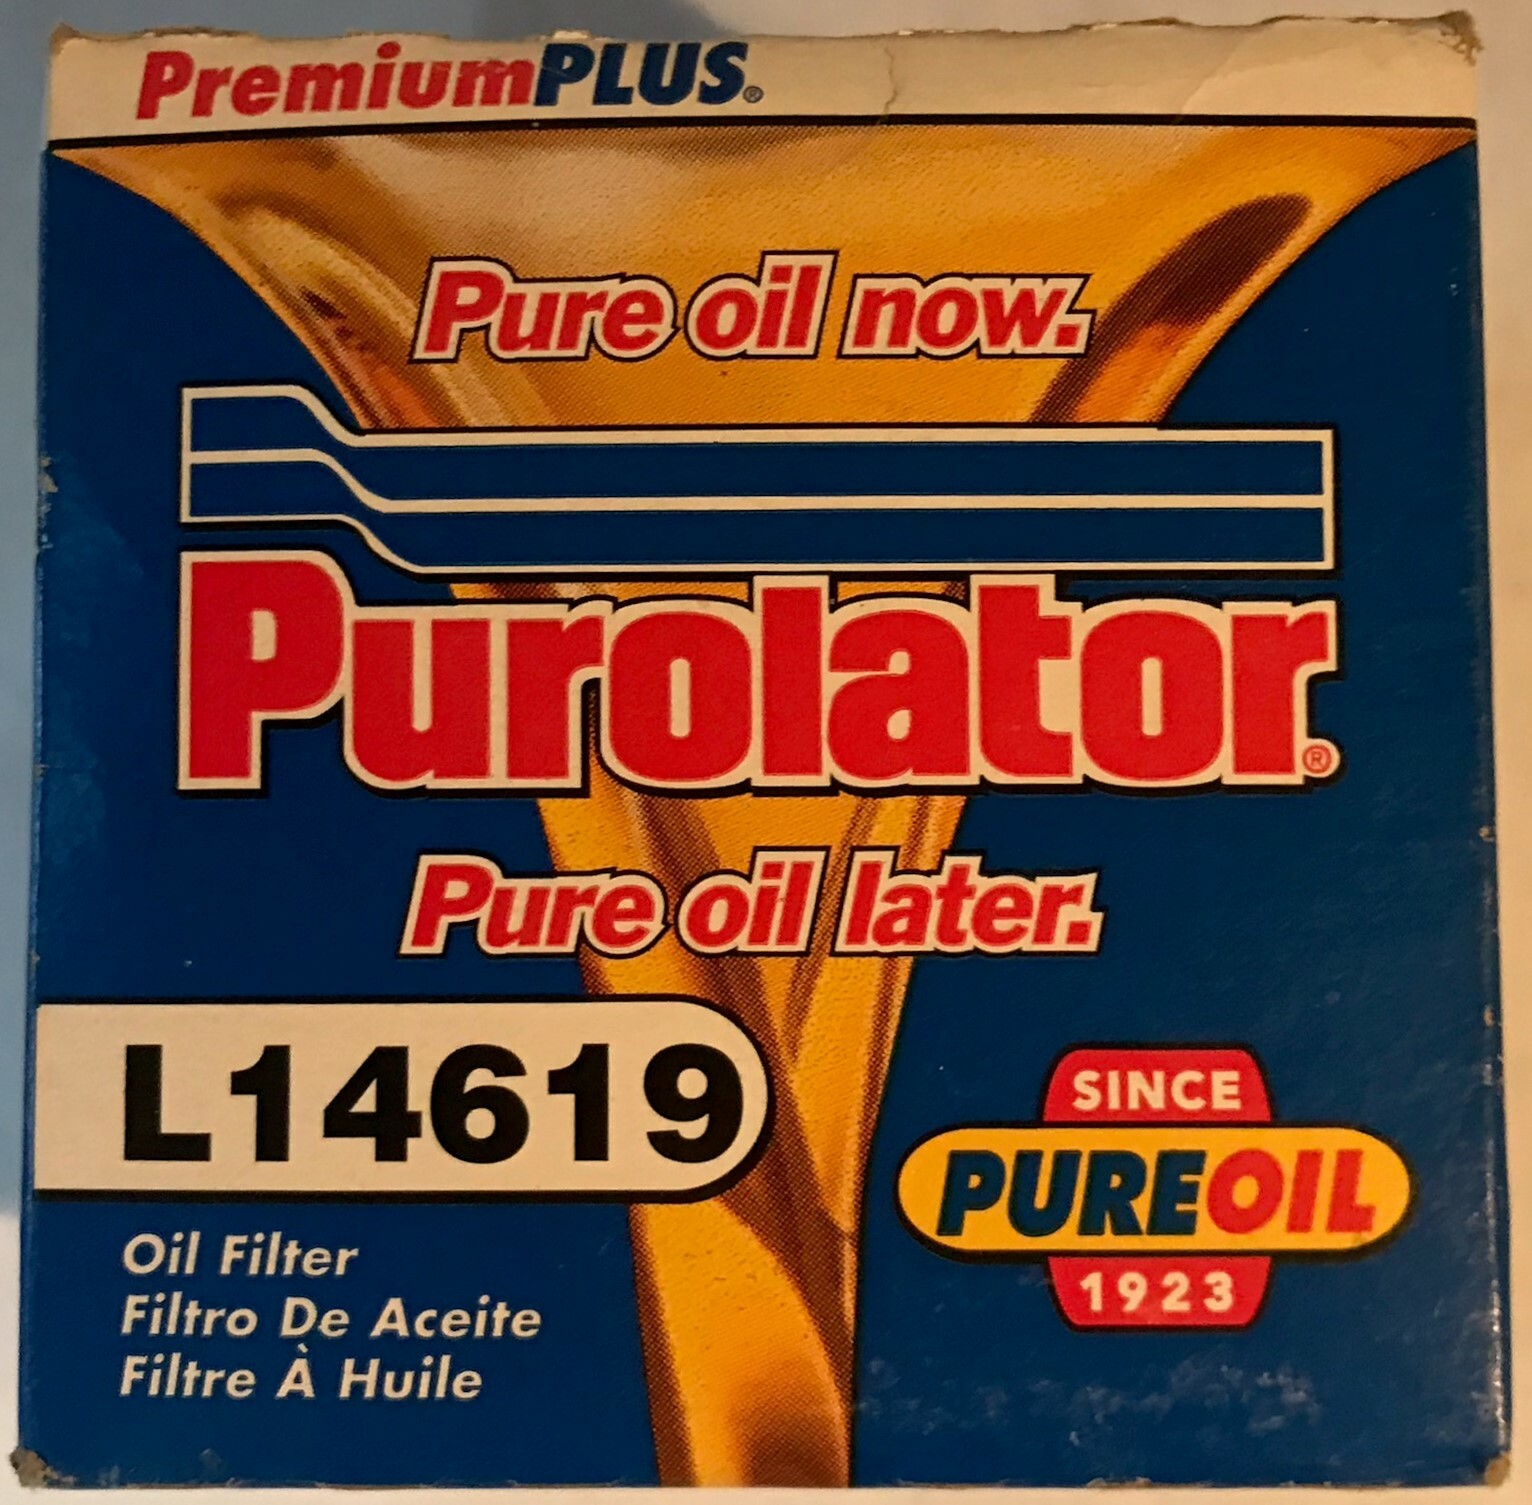 PremiumPLUS®
Pure oil now.
Purolator®
Pure oil later.
L14619
Oil Filter
Filtro De Aceite
Filtre À Huile
SINCE
PUREOIL
1923